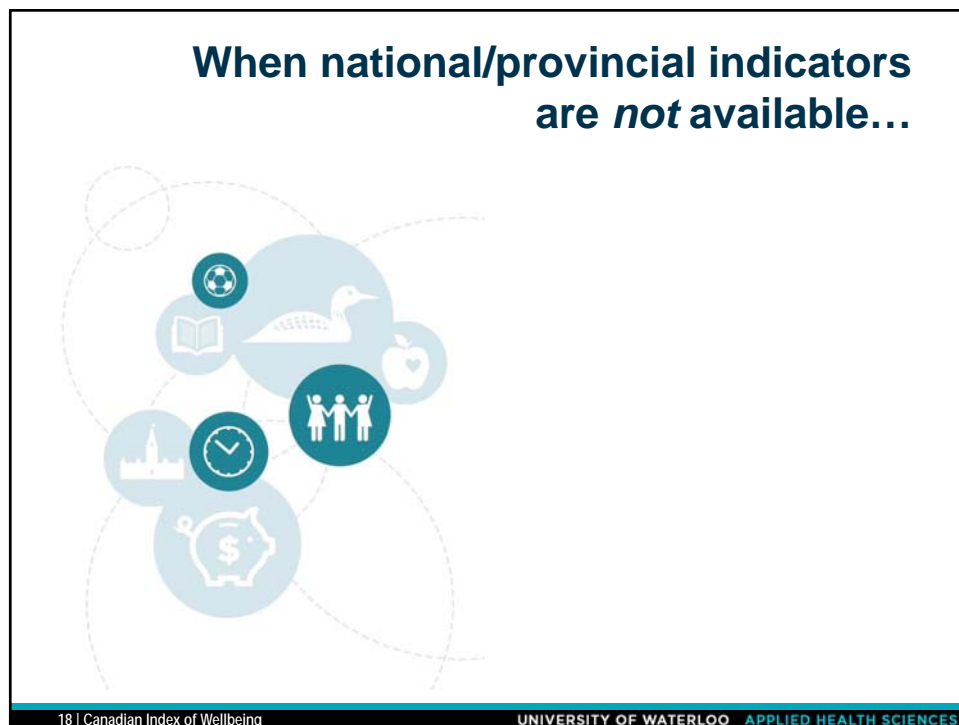 When national/provincial indicators
are not available…
$
18 | Canadian Index of Wellbeing
UNIVERSITY OF WATERLOO APPLIED HEALTH SCIENCES